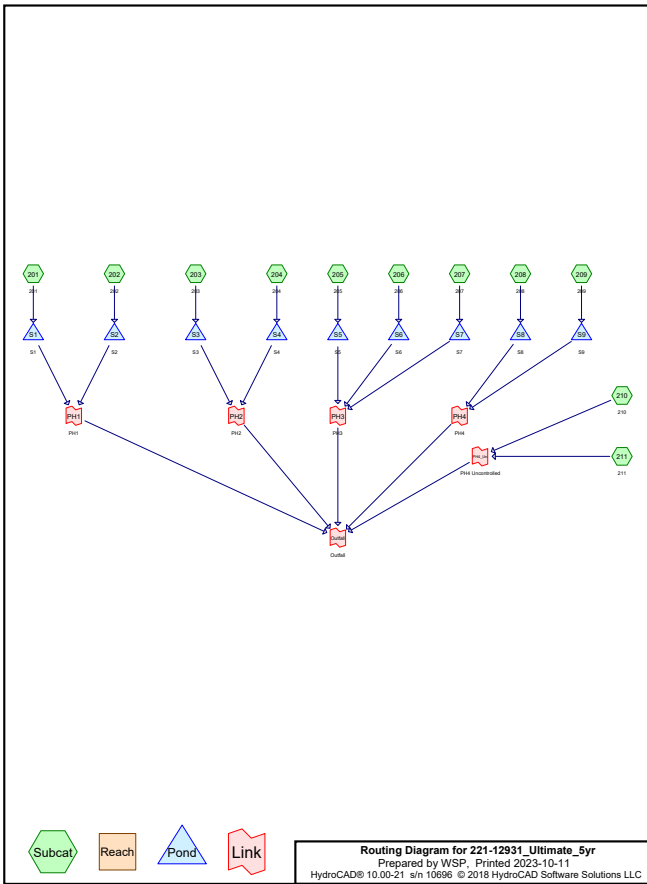 201 202 203 204 205 206 207 208 209
201 202 203 204 205 206 207 208 209
S1 S2 S3 S4 S5 S6 S7 S8 S9
S1 S2 S3 S4 S5 S6 S7 S8 S9
210
210
PH1 PH2 PH3 PH4
PH1 PH2 PH3 PH4
211
PH4 Uncontrolled 211
Outfall
Outfall
Subcat Reach Pond Link
Routing Diagram for 221-12931_Ultimate_5yr
Prepared by WSP, Printed 2023-10-11
HydroCAD® 10.00-21 s/n 10696 © 2018 HydroCAD Software Solutions LLC